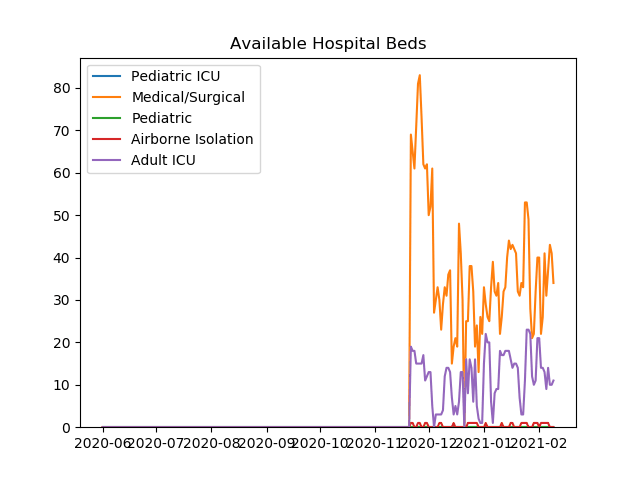 Available Hospital Beds
Pediatric ICU
Medical/Surgical
Pediatric
Airborne Isolation
Adult ICU
80
70
60
50
40
30
20
10
0
2020-06 2020-07 2020-08 2020-09 2020-10 2020-11 2020-12 2021-01 2021-02